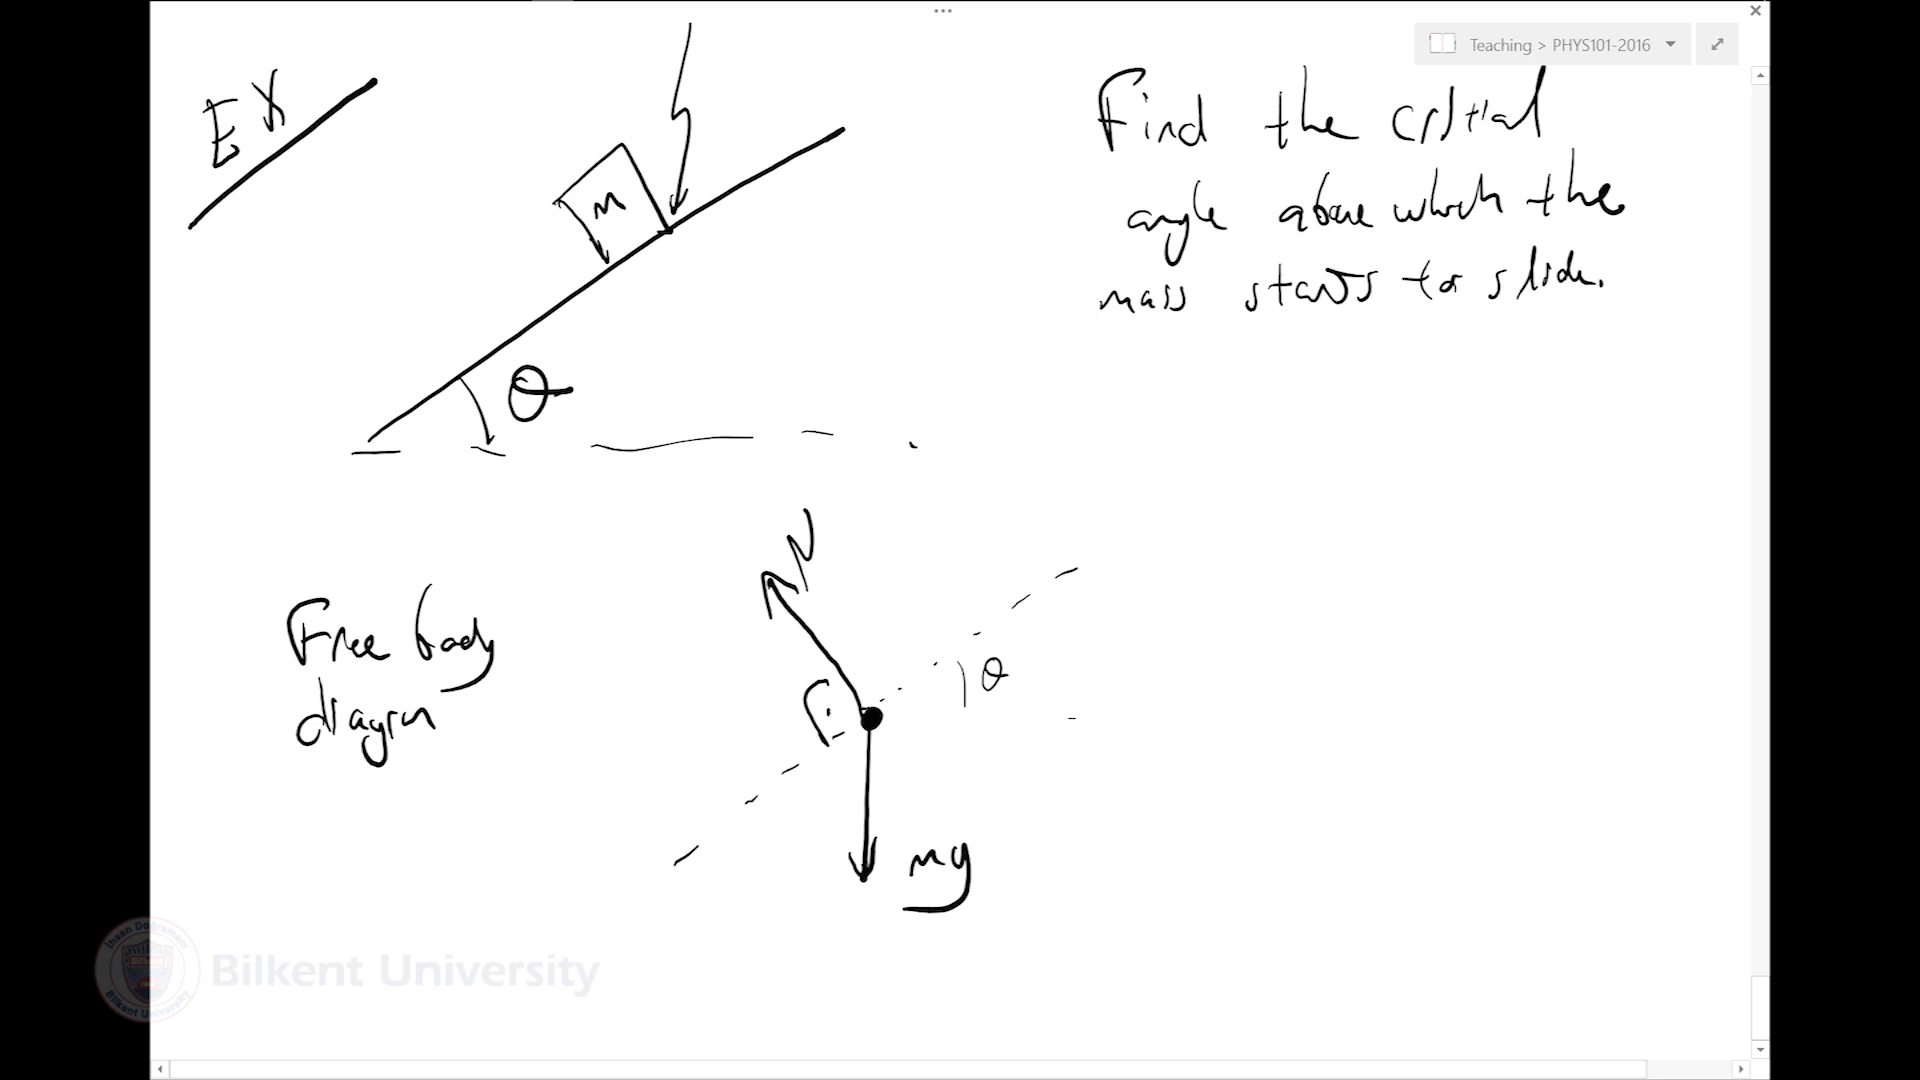 Teaching > PHYS101-2016
EX
Find the critical
angle above which the
mass starts to slide.
m
θ
N
Free body
diagram
θ
mg
Bilkent University